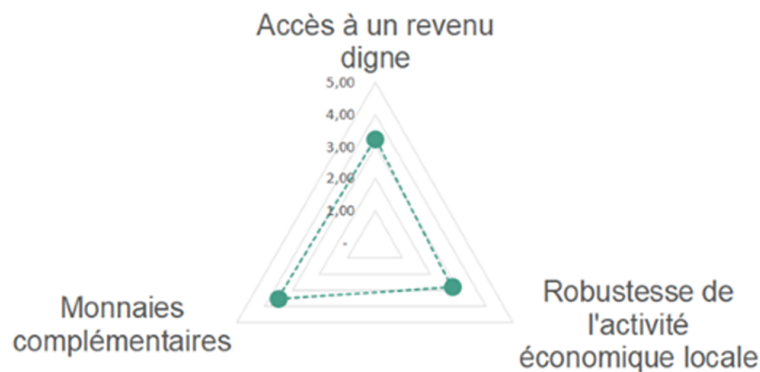 Accès à un revenu
digne
5,00
4,00
3,00
2,00
1,00
-
Monnaies
complémentaires
Robustesse de
l'activité
économique locale